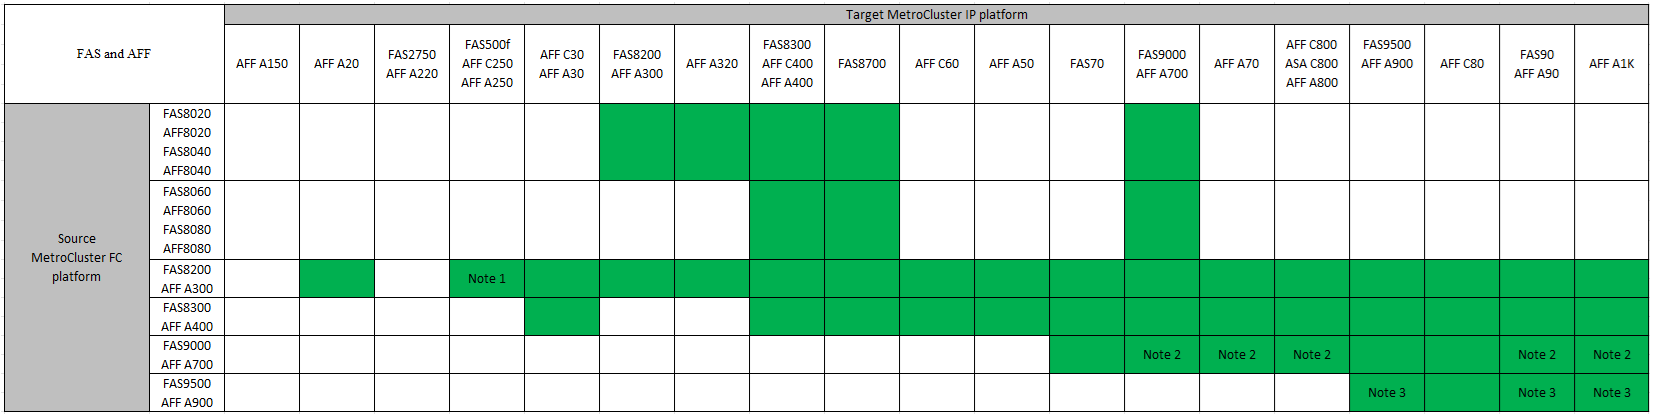 Target MetroCluster IP platform
FAS and AFF
AFF A150
AFF A20
FAS2750
AFF A220
FAS500f
AFF C250
AFF A250
AFF C30
AFF A30
FAS8200
AFF A300
AFF A320
FAS8300
AFF C400
AFF A400
FAS8700
AFF C60
AFF A50
FAS70
FAS9000
AFF A700
AFF A70
AFF C800
ASA C800
AFF A800
FAS9500
AFF A900
AFF C80
FAS90
AFF A90
AFF A1K
Source
MetroCluster FC
platform
FAS8020
AFF8020
FAS8040
AFF8040
FAS8060
AFF8060
FAS8080
AFF8080
FAS8200
AFF A300
Note 1
FAS8300
AFF A400
FAS9000
AFF A700
Note 2
Note 2
Note 2
Note 2
Note 2
FAS9500
AFF A900
Note 3
Note 3
Note 3